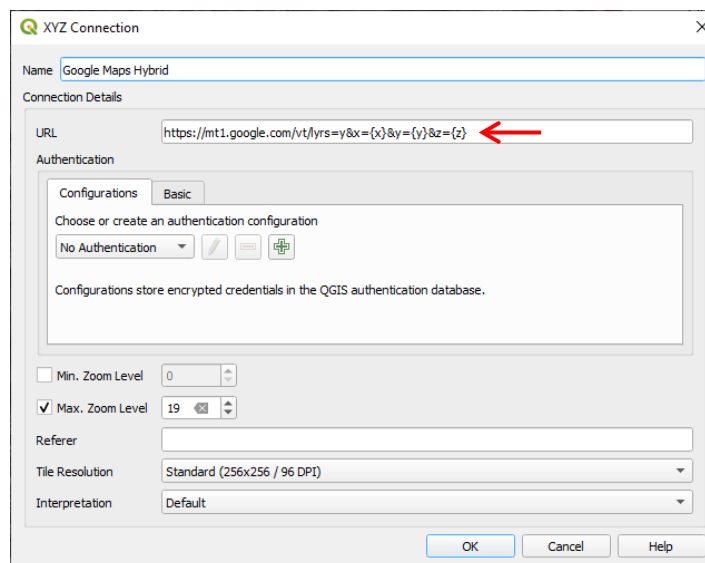 XYZ Connection
Name Google Maps Hybrid
Connection Details
URL https://mt1.google.com/vt/lyrs=y&x={x}&y={y}&z={z}
Authentication
Configurations Basic
Choose or create an authentication configuration
No Authentication
Configurations store encrypted credentials in the QGIS authentication database.
Min. Zoom Level 0
Max. Zoom Level 19
Referer
Tile Resolution Standard (256x256 / 96 DPI)
Interpretation Default
OK Cancel Help